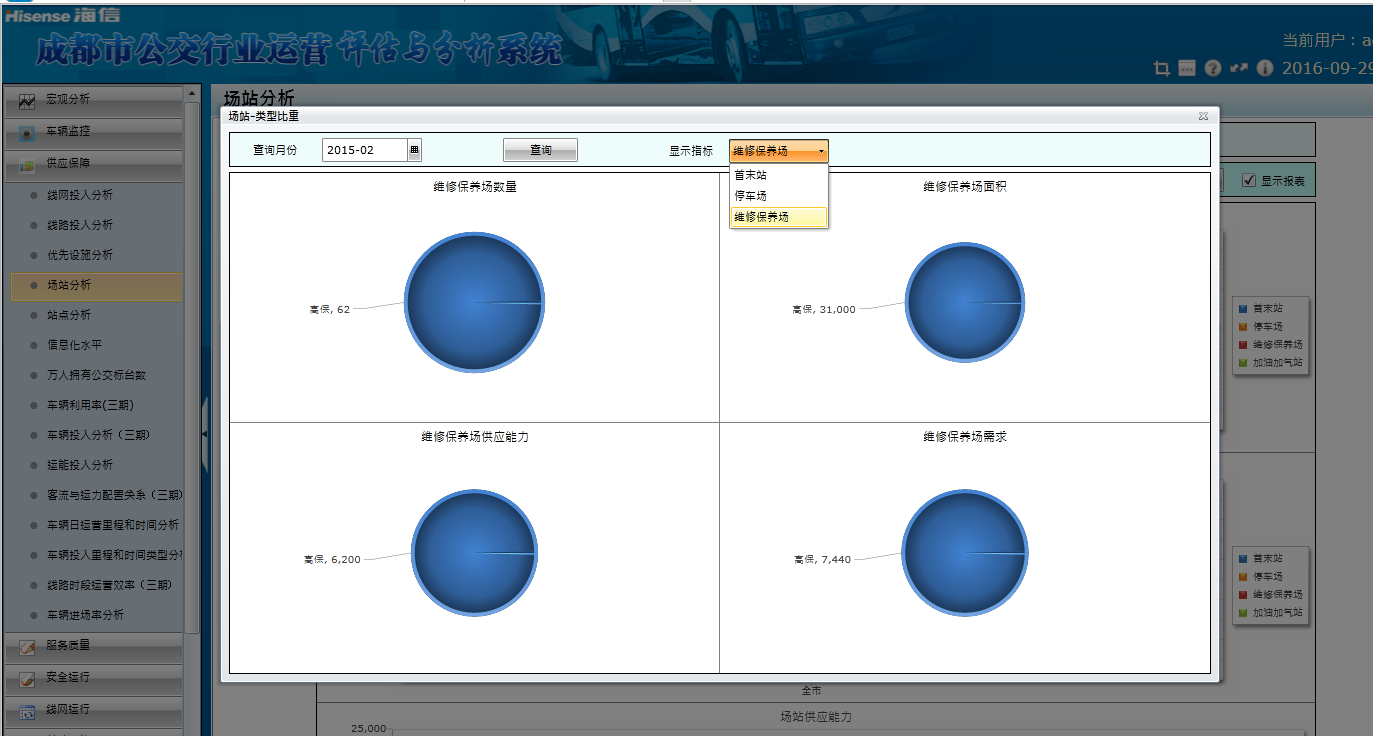 Hisense 海信
成都市公交行业运营评估与分析系统
当前用户：a
2016-09-29
宏观分析
车辆监控
供应保障
线网投入分析
线路投入分析
优先设施分析
场站分析
站点分析
信息化水平
万人拥有公交标台数
车辆利用率(三期)
车辆投入分析（三期）
运能投入分析
客流与运力配置关系（三期）
车辆日运营里程和时间分析
车辆投入里程和时间类型分
线路时段运营效率（三期）
车辆进场率分析
服务质量
安全运行
线网运行
场站分析
场站-类型比重
查询月份
2015-02
查询
显示指标
维修保养场
首末站
停车场
维修保养场
显示报表
维修保养场数量
高保, 62
维修保养场面积
高保, 31,000
维修保养场供应能力
高保, 6,200
维修保养场需求
高保, 7,440
首末站
停车场
维修保养场
加油加气站
首末站
停车场
维修保养场
加油加气站
全市
场站供应能力
25,000